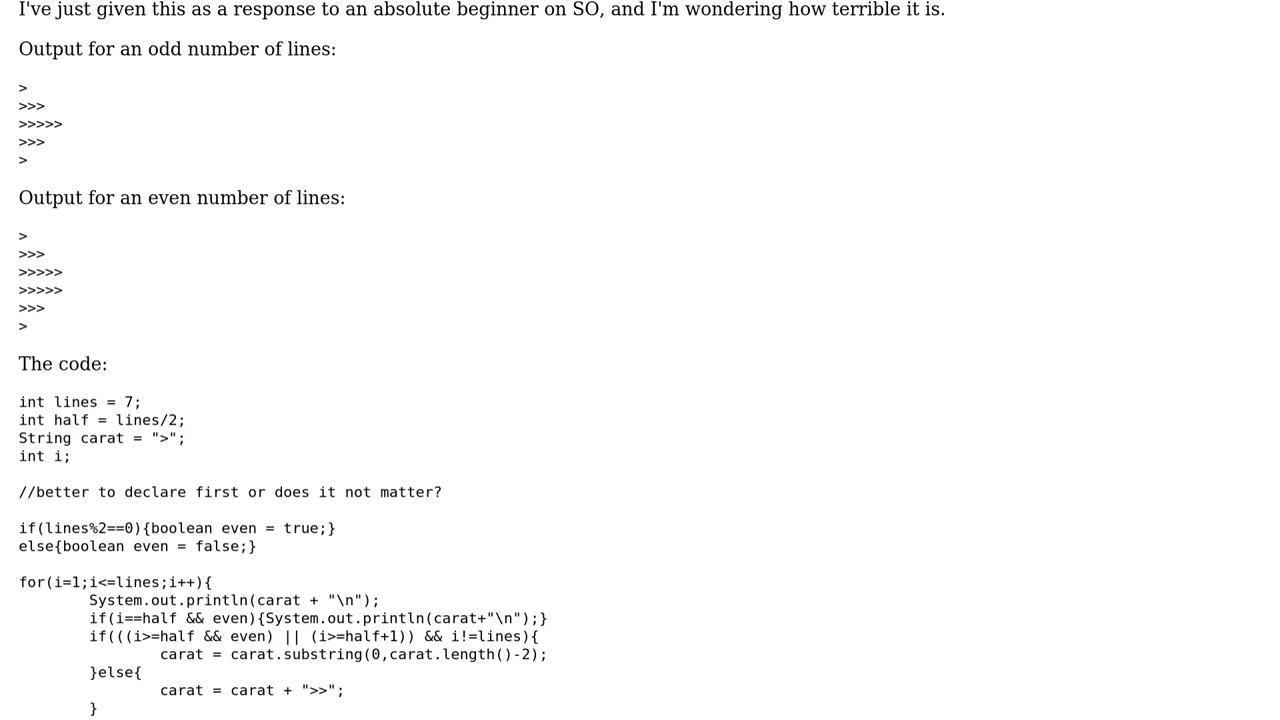 I've just given this as a response to an absolute beginner on SO, and I'm wondering how terrible it is.
Output for an odd number of lines:
>
>>>
>>>>>
>>>
>
Output for an even number of lines:
>
>>>
>>>>>
>>>>>
>>>
>
The code:
int lines = 7;
int half = lines/2;
String carat = ">";
int i;
//better to declare first or does it not matter?
if(lines%2==0){boolean even = true;}
else{boolean even = false;}
for(i=1;i<=lines;i++){
        System.out.println(carat + "\n");
        if(i==half && even){System.out.println(carat+"\n");}
        if(((i>=half && even) || (i>=half+1)) && i!=lines){
                carat = carat.substring(0,carat.length()-2);
        }else{
                carat = carat + ">>";
        }